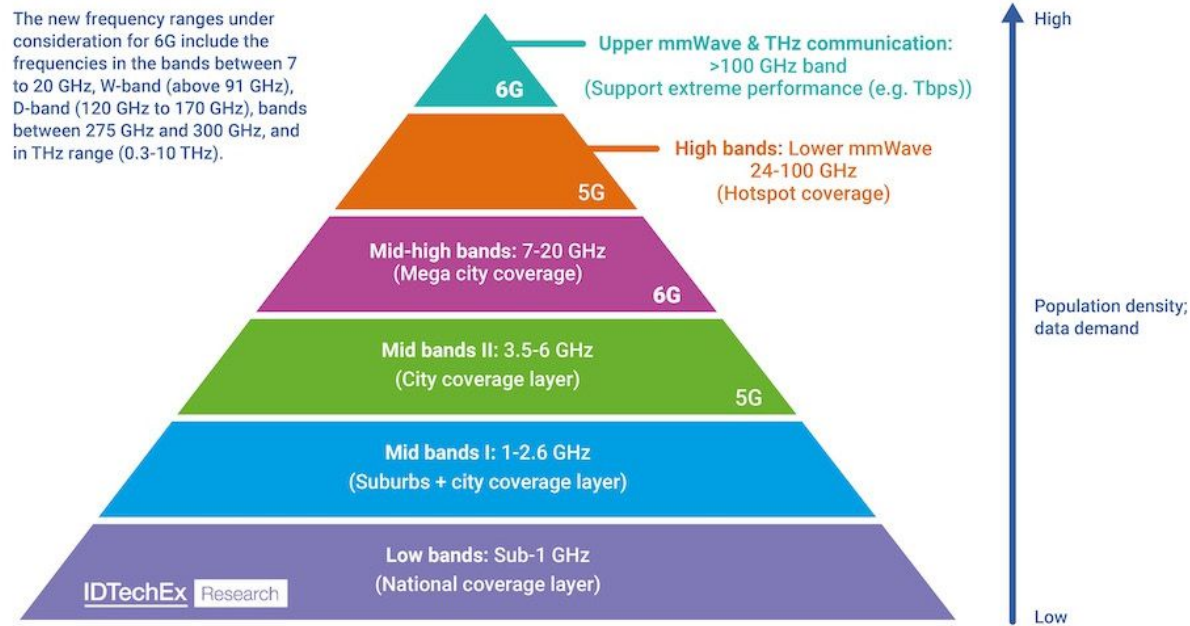 The new frequency ranges under
consideration for 6G include the
frequencies in the bands between 7
to 20 GHz, W-band (above 91 GHz),
D-band (120 GHz to 170 GHz), bands
between 275 GHz and 300 GHz, and
in THz range (0.3-10 THz).
6G
Upper mmWave & THz communication:
>100 GHz band
(Support extreme performance (e.g. Tbps))
5G
High bands: Lower mmWave
24-100 GHz
(Hotspot coverage)
Mid-high bands: 7-20 GHz
(Mega city coverage)
6G
Mid bands II: 3.5-6 GHz
(City coverage layer)
5G
Mid bands I: 1-2.6 GHz
(Suburbs + city coverage layer)
Low bands: Sub-1 GHz
(National coverage layer)
IDTechEx Research
High
Population density;
data demand
Low